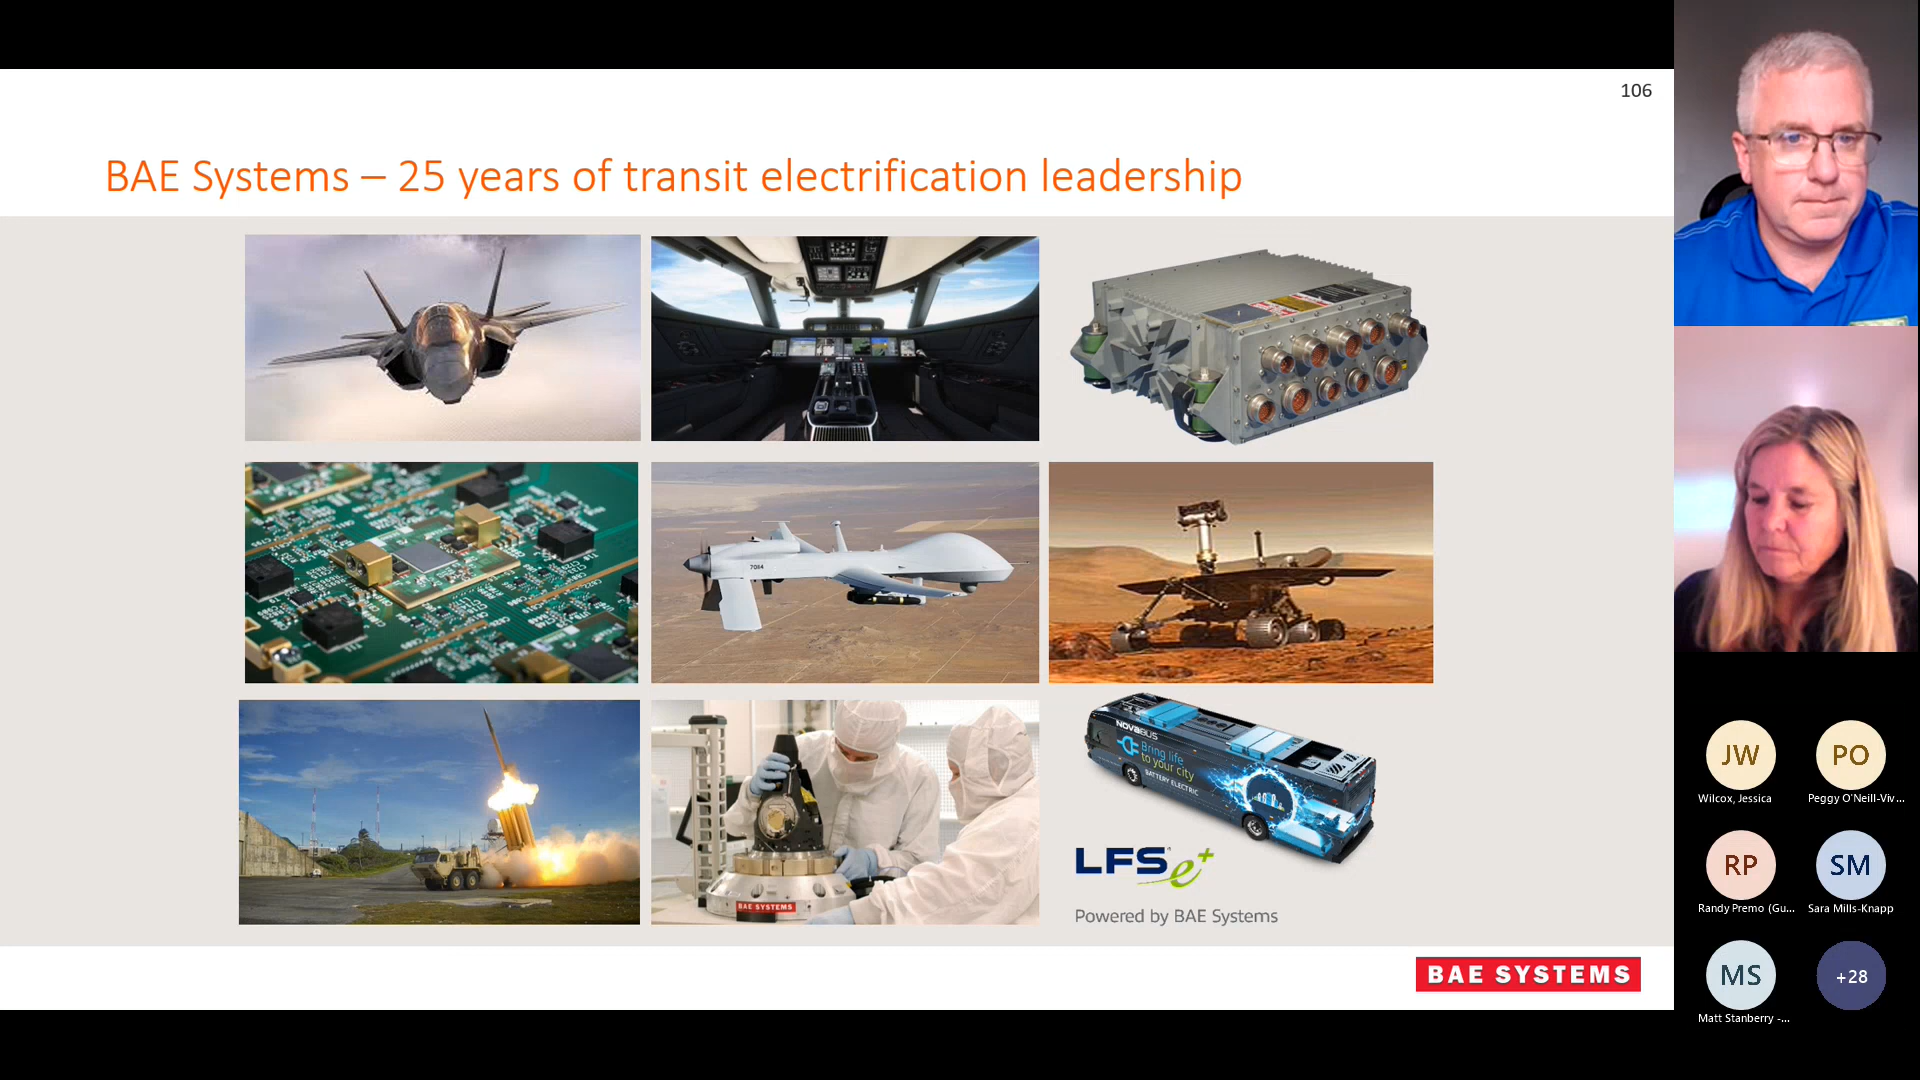 106
BAE Systems – 25 years of transit electrification leadership
7084
BAE SYSTEMS
NOVABUS
Bring life
to your city
BATTERY ELECTRIC
LFSe+
Powered by BAE Systems
BAE SYSTEMS
JW
Wilcox, Jessica
PO
Peggy O'Neill-Viv...
RP
Randy Premo (Gu...
SM
Sara Mills-Knapp
MS
Matt Stanberry -...
+28